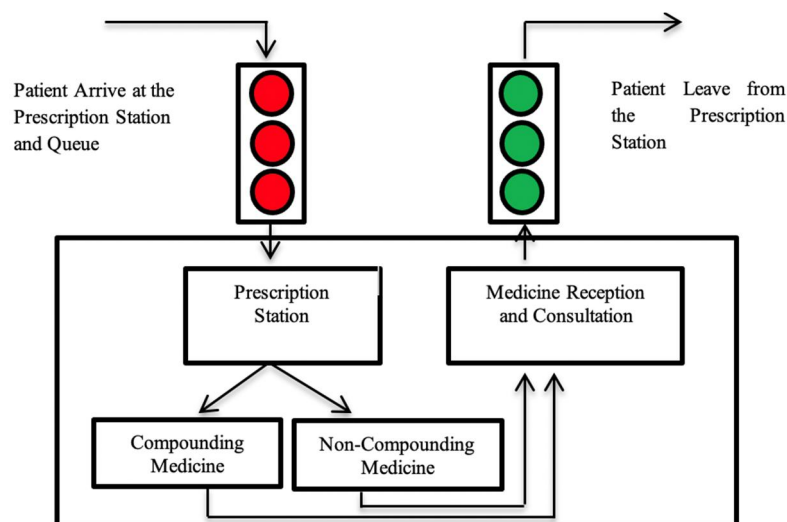 Patient Arrive at the
Prescription Station
and Queue
Patient Leave from
the Prescription
Station
Prescription
Station
Medicine Reception
and Consultation
Compounding
Medicine
Non-Compounding
Medicine